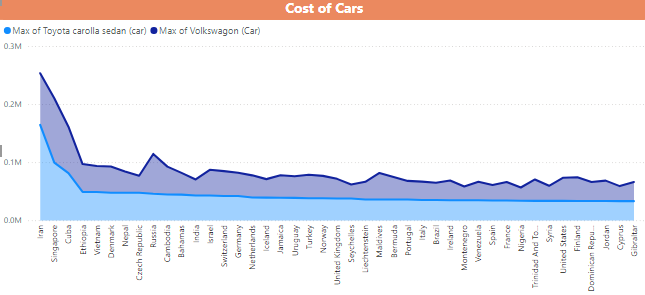 Cost of Cars
Max of Toyota carolla sedan (car) Max of Volkswagon (Car)
0.3M
0.2M
0.1M
0.0M
Iran
Singapore
Cuba
Ethiopia
Vietnam
Denmark
Nepal
Czech Republic
Russia
Cambodia
Bahamas
India
Israel
Switzerland
Germany
Netherlands
Iceland
Jamaica
Uruguay
Turkey
Norway
United Kingdom
Seychelles
Liechtenstein
Maldives
Bermuda
Portugal
Italy
Brazil
Ireland
Montenegro
Venezuela
Spain
France
Nigeria
Trinidad And To...
Syria
United States
Finland
Dominican Repu...
Jordan
Cyprus
Gibraltar